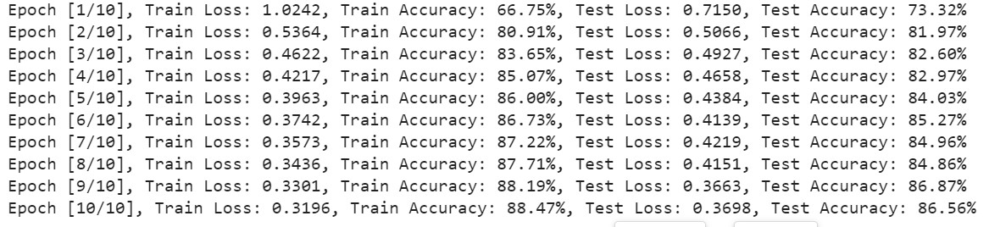 Epoch [1/10], Train Loss: 1.0242, Train Accuracy: 66.75%, Test Loss: 0.7150, Test Accuracy: 73.32%
Epoch [2/10], Train Loss: 0.5364, Train Accuracy: 80.91%, Test Loss: 0.5066, Test Accuracy: 81.97%
Epoch [3/10], Train Loss: 0.4622, Train Accuracy: 83.65%, Test Loss: 0.4927, Test Accuracy: 82.60%
Epoch [4/10], Train Loss: 0.4217, Train Accuracy: 85.07%, Test Loss: 0.4658, Test Accuracy: 82.97%
Epoch [5/10], Train Loss: 0.3963, Train Accuracy: 86.00%, Test Loss: 0.4384, Test Accuracy: 84.03%
Epoch [6/10], Train Loss: 0.3742, Train Accuracy: 86.73%, Test Loss: 0.4139, Test Accuracy: 85.27%
Epoch [7/10], Train Loss: 0.3573, Train Accuracy: 87.22%, Test Loss: 0.4219, Test Accuracy: 84.96%
Epoch [8/10], Train Loss: 0.3436, Train Accuracy: 87.71%, Test Loss: 0.4151, Test Accuracy: 84.86%
Epoch [9/10], Train Loss: 0.3301, Train Accuracy: 88.19%, Test Loss: 0.3663, Test Accuracy: 86.87%
Epoch [10/10], Train Loss: 0.3196, Train Accuracy: 88.47%, Test Loss: 0.3698, Test Accuracy: 86.56%